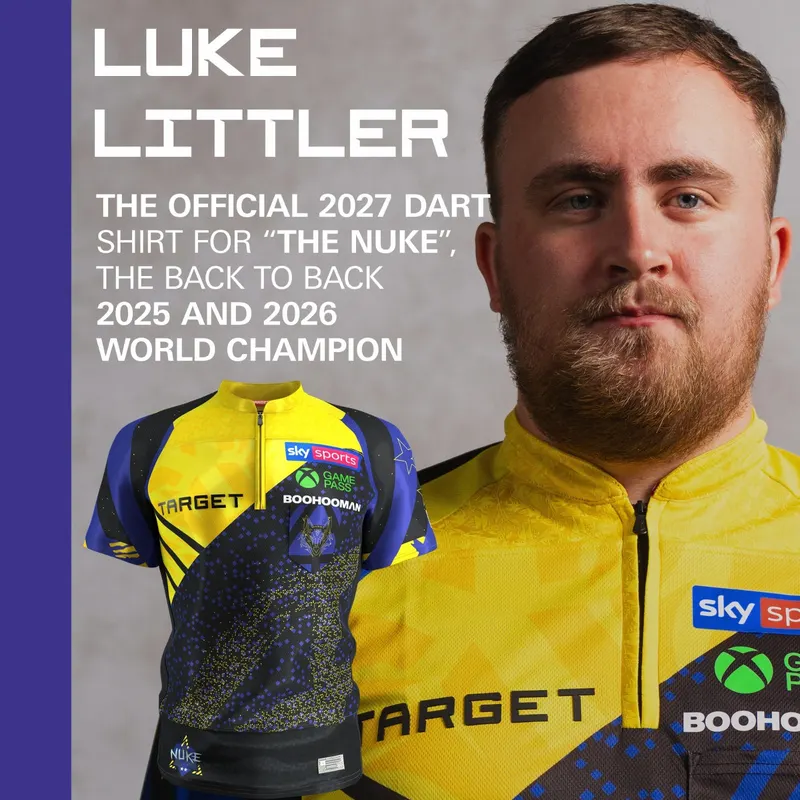 LUKE
LITTLER
THE OFFICIAL 2027 DART
SHIRT FOR “THE NUKE”,
THE BACK TO BACK
2025 AND 2026
WORLD CHAMPION
sky sports
GAME
PASS
TARGET
BOOHOOMAN
NUKE
sky sp
G
P
TARGET
BOOHO